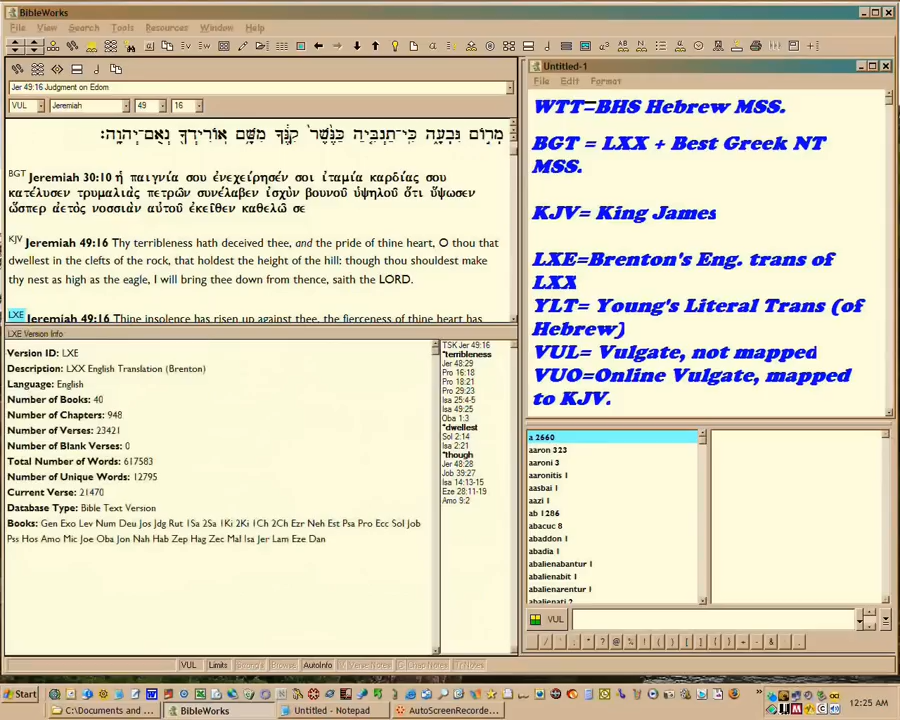 BibleWorks
File View Search Tools Resources Window Help
Jer 49:16 Judgment on Edom
VUL Jeremiah 49 16
מְר֥וֹם גִּבְעָ֑ה כִּֽי־תַגְבִּ֤יהַ כַּנֶּ֙שֶׁר֙ קִנֶּ֔ךָ מִשָּׁ֥ם אֽוֹרִידְךָ֖ נְאֻם־יְהוָֽה׃
BGT Jeremiah 30:10 ἡ παιγνία σου ἐνεχείρησέν σοι ἰταμία καρδίας σου
κατέλυσεν τρυμαλιὰς πετρῶν συνέλαβεν ἰσχὺν βουνοῦ ὑψηλοῦ ὅτι ὕψωσεν
ὥσπερ ἀετὸς νοσσιὰν αὐτοῦ ἐκεῖθεν καθελῶ σε
KJV Jeremiah 49:16 Thy terribleness hath deceived thee, and the pride of thine heart, O thou that
dwellest in the clefts of the rock, that holdest the height of the hill: though thou shouldest make
thy nest as high as the eagle, I will bring thee down from thence, saith the LORD.
LXE Jeremiah 49:16 Thine insolence has risen up against thee, the fierceness of thine heart has
LXE Version Info
Version ID: LXE
Description: LXX English Translation (Brenton)
Language: English
Number of Books: 40
Number of Chapters: 948
Number of Verses: 23421
Number of Blank Verses: 0
Total Number of Words: 617583
Number of Unique Words: 12795
Current Verse: 21470
Database Type: Bible Text Version
Books: Gen Exo Lev Num Deu Jos Jdg Rut 1Sa 2Sa 1Ki 2Ki 1Ch 2Ch Ezr Neh Est Psa Pro Ecc Sol Job
Pss Hos Amo Mic Joe Oba Jon Nah Hab Zep Hag Zec Mal Isa Jer Lam Eze Dan
TSK Jer 49:16
*terribleness
Jer 48:29
Pro 16:18
Pro 18:21
Pro 29:23
Isa 25:4-5
Isa 49:25
Oba 1:3
*dwellest
Sol 2:14
Isa 2:21
*though
Jer 48:28
Job 39:27
Isa 14:13-15
Eze 28:11-19
Amo 9:2
VUL Limits Strong's Browse AutoInfo
Untitled-1
File Edit Format
WTT=BHS Hebrew MSS.
BGT = LXX + Best Greek NT
MSS.
KJV= King James
LXE=Brenton's Eng. trans of
LXX
YLT= Young's Literal Trans (of
Hebrew)
VUL= Vulgate, not mapped
VUO=Online Vulgate, mapped
to KJV.
a 2660
aaron 323
aaroni 3
aaronitis 1
aasbai 1
aazi 1
ab 1286
abacuc 8
abaddon 1
abadia 1
abalienabantur 1
abalienabit 1
abalienarentur 1
abalienati 2
VUL
Start C:\Documents and ... BibleWorks Untitled - Notepad AutoScreenRecorde... 12:25 AM